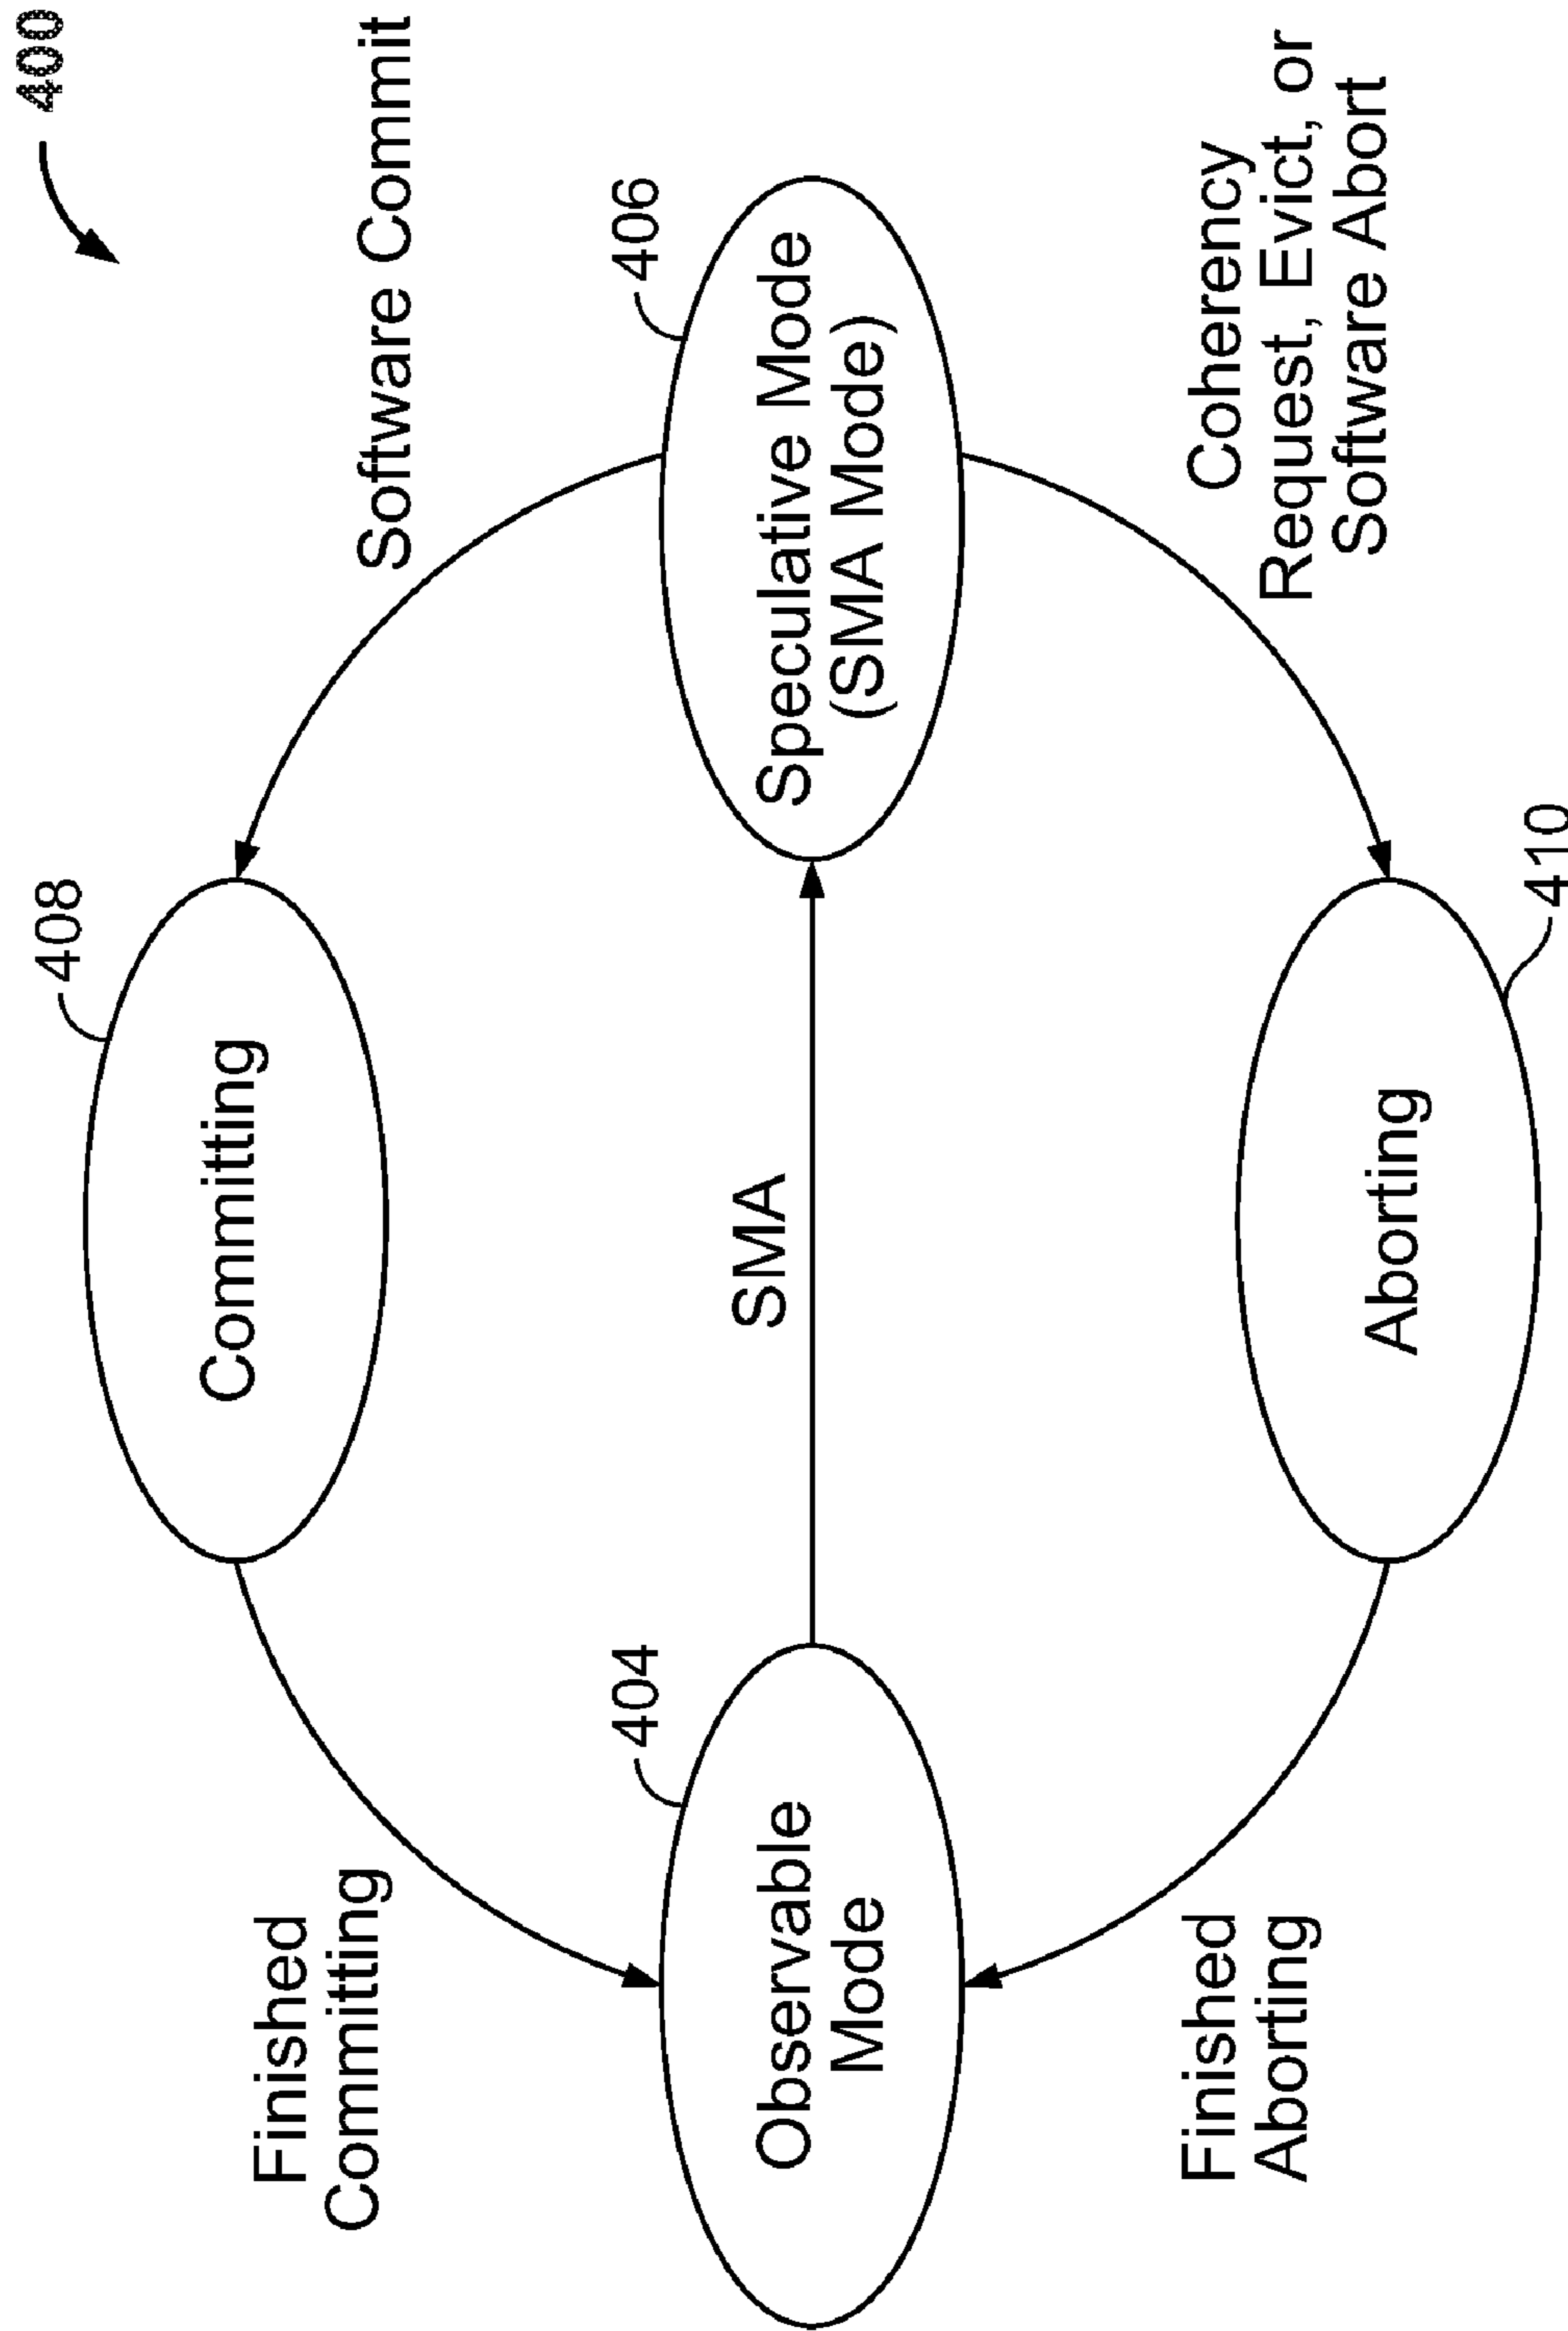 400
408
Committing
Software Commit
Finished
Committing
404
406
SMA
Observable
Mode
Speculative Mode
(SMA Mode)
Finished
Aborting
Aborting
Coherency
Request, Evict, or
Software Abort
410